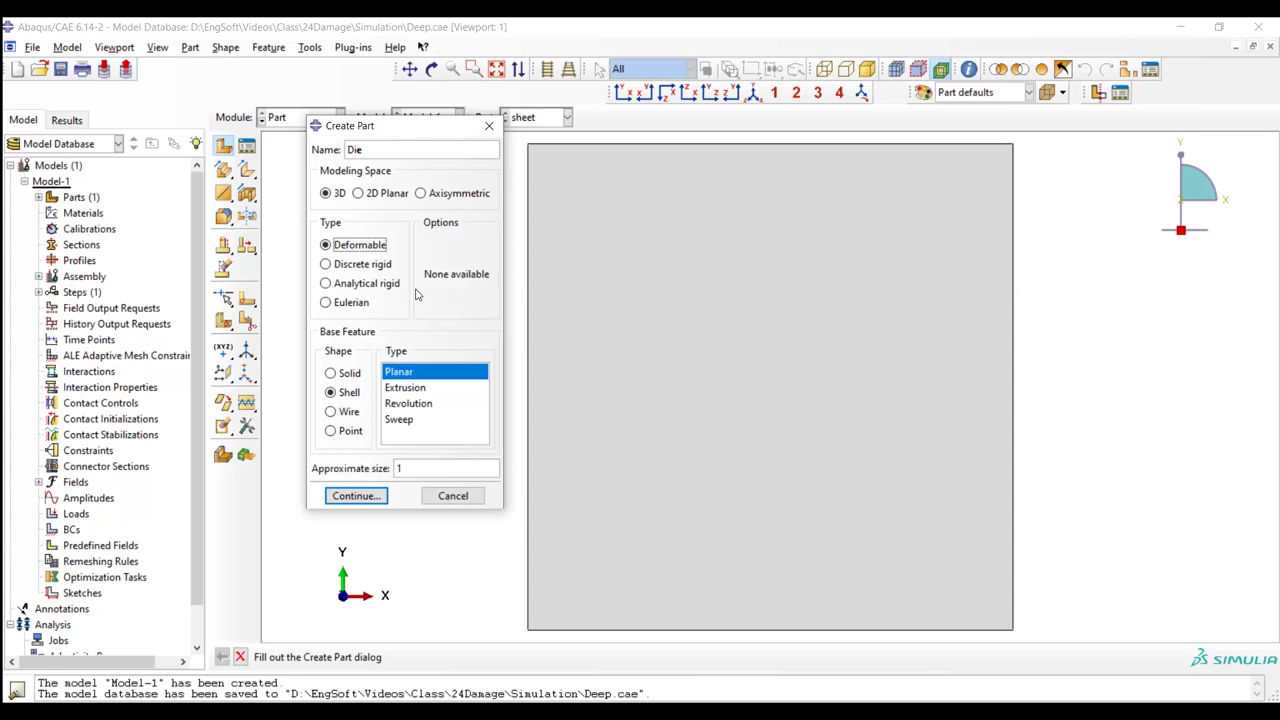 Abaqus/CAE 6.14-2 - Model Database: D:\EngSoft\Videos\Class\24Damage\Simulation\Deep.cae [Viewport: 1]
File Model Viewport View Part Shape Feature Tools Plug-ins Help
All
1 2 3 4 Part defaults
Model Results Module: Part sheet
Model Database
Models (1)
Model-1
Parts (1)
Materials
Calibrations
Sections
Profiles
Assembly
Steps (1)
Field Output Requests
History Output Requests
Time Points
ALE Adaptive Mesh Constrai
Interactions
Interaction Properties
Contact Controls
Contact Initializations
Contact Stabilizations
Constraints
Connector Sections
Fields
Amplitudes
Loads
BCs
Predefined Fields
Remeshing Rules
Optimization Tasks
Sketches
Annotations
Analysis
Jobs
Create Part
Name: Die
Modeling Space
3D 2D Planar Axisymmetric
Type Options
Deformable
Discrete rigid
Analytical rigid
Eulerian
None available
Base Feature
Shape Type
Solid
Shell
Wire
Point
Planar
Extrusion
Revolution
Sweep
Approximate size: 1
Continue... Cancel
Y
X
Z
Y
X
Fill out the Create Part dialog
SIMULIA
The model "Model-1" has been created.
The model database has been saved to "D:\EngSoft\Videos\Class\24Damage\Simulation\Deep.cae".